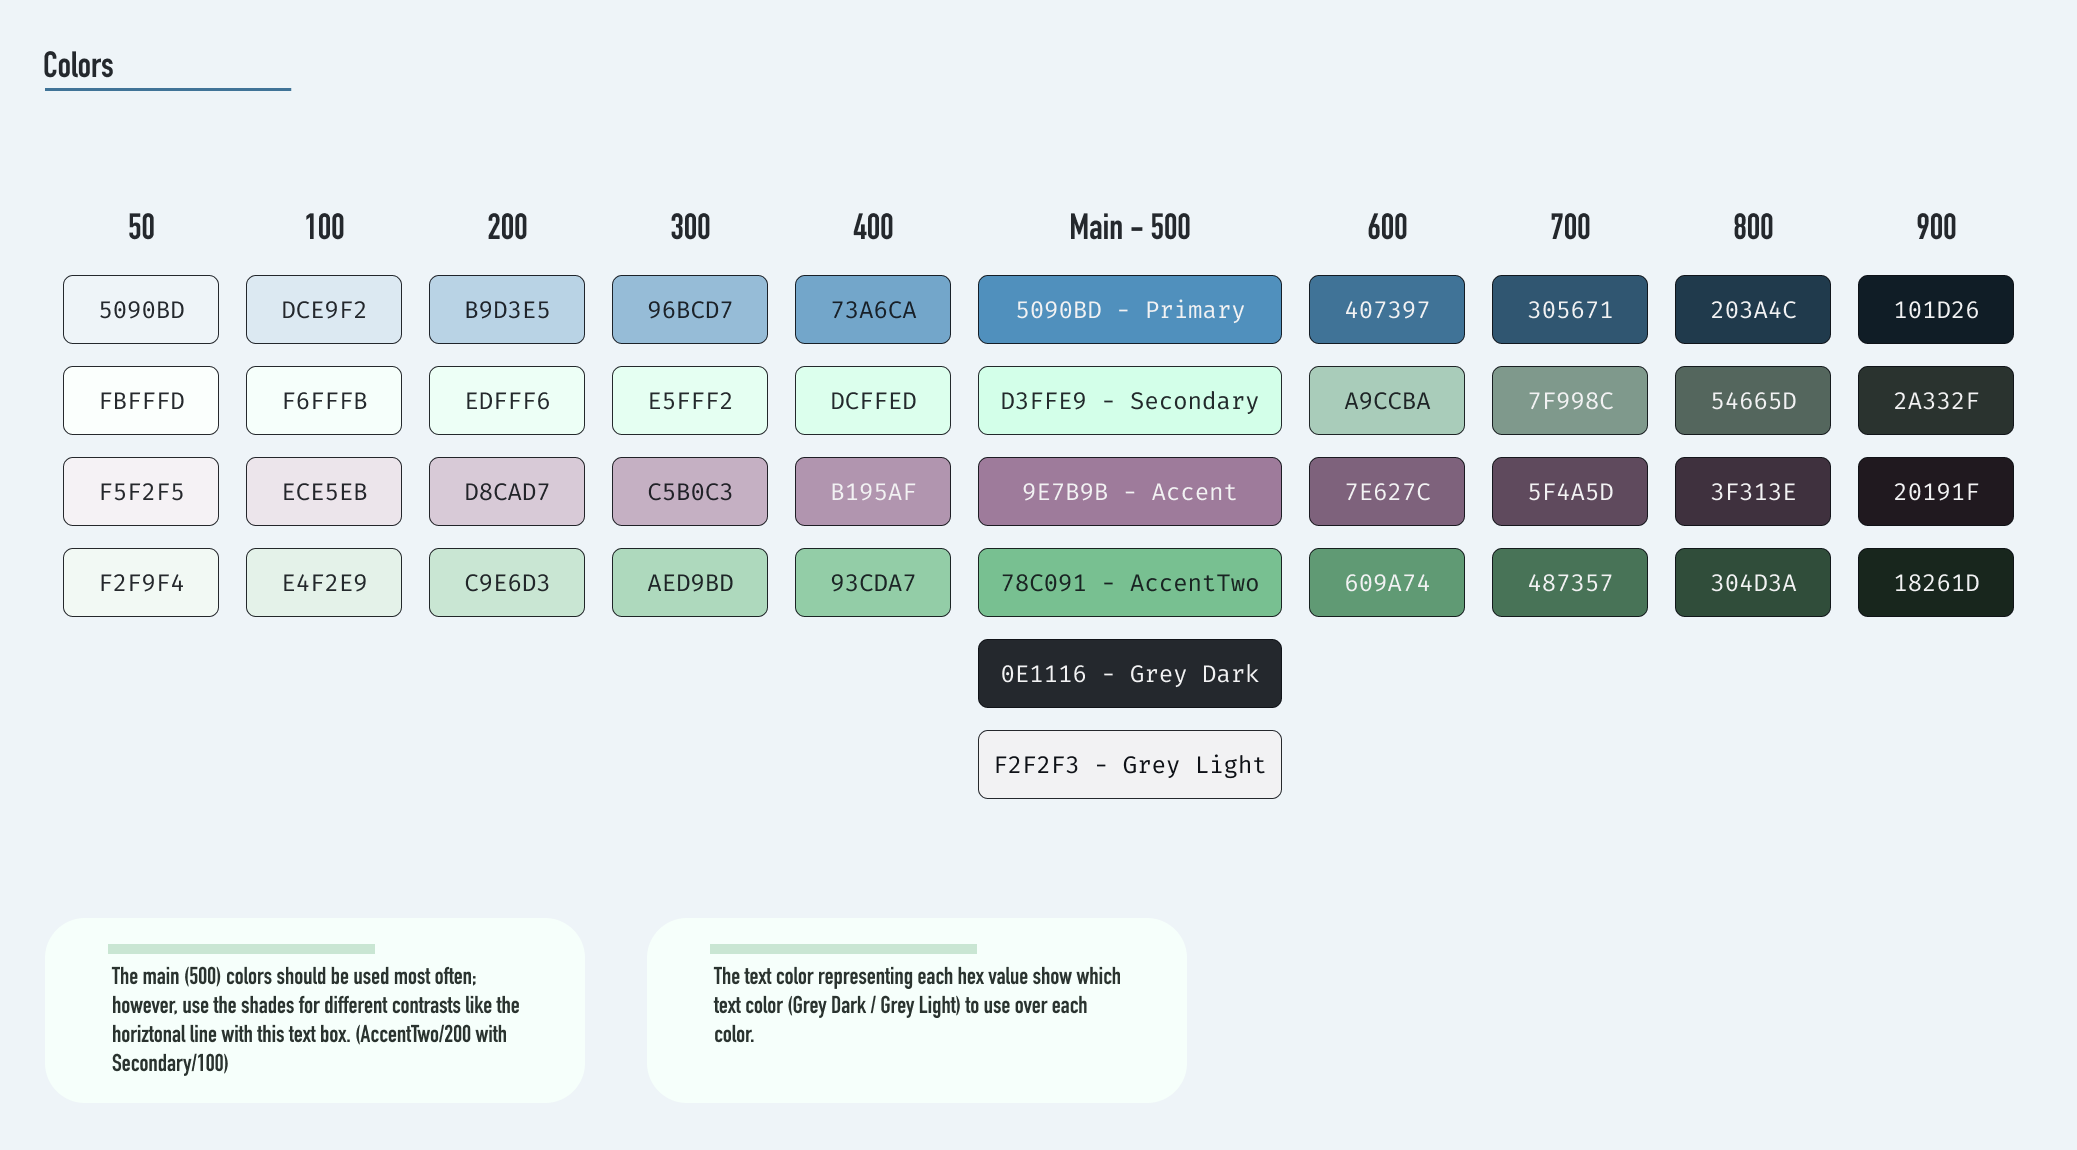 Colors
50 100 200 300 400 Main - 500 600 700 800 900
5090BD DCE9F2 B9D3E5 96BCD7 73A6CA 5090BD - Primary 407397 305671 203A4C 101D26
FBFFFD F6FFFB EDFFF6 E5FFF2 DCFFED D3FFE9 - Secondary A9CCBA 7F998C 54665D 2A332F
F5F2F5 ECE5EB D8CAD7 C5B0C3 B195AF 9E7B9B - Accent 7E627C 5F4A5D 3F313E 20191F
F2F9F4 E4F2E9 C9E6D3 AED9BD 93CDA7 78C091 - AccentTwo 609A74 487357 304D3A 18261D
0E1116 - Grey Dark
F2F2F3 - Grey Light
The main (500) colors should be used most often;
however, use the shades for different contrasts like the
horiztonal line with this text box. (AccentTwo/200 with
Secondary/100)
The text color representing each hex value show which
text color (Grey Dark / Grey Light) to use over each
color.